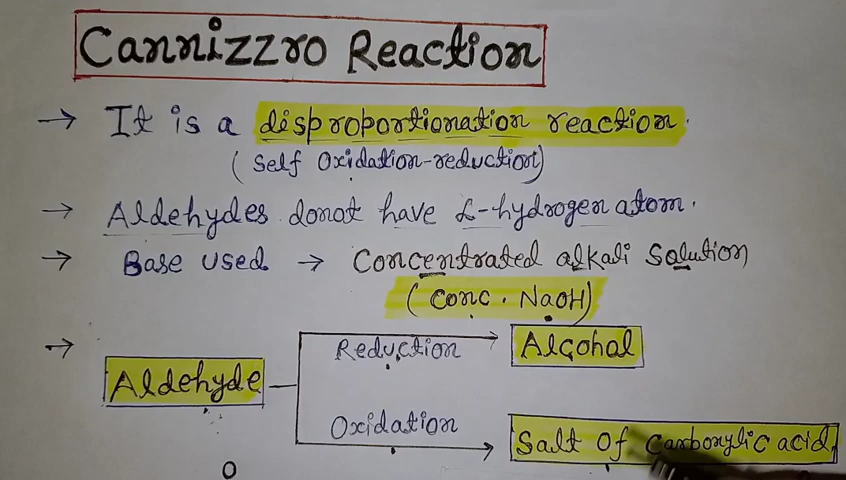 Cannizzro Reaction
→ It is a disproportionation reaction.
(Self Oxidation-reduction)
→ Aldehydes donot have α-hydrogen atom.
→ Base used → Concentrated alkali solution
(Conc. NaOH)
→ Reduction Alcohal
Aldehyde
Oxidation Salt of Carboxylic acid
O